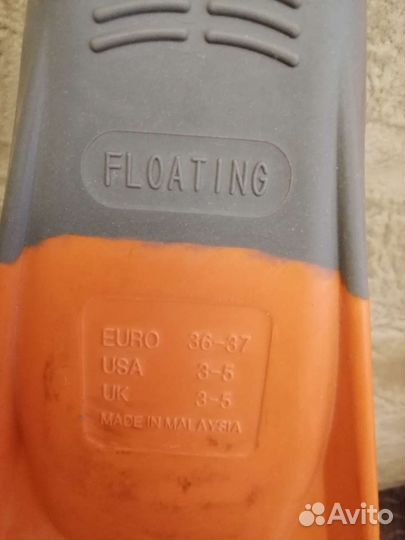 FLOATING
EURO 36-37
USA 3-5
UK 3-5
MADE IN MALAYSIA
Avito